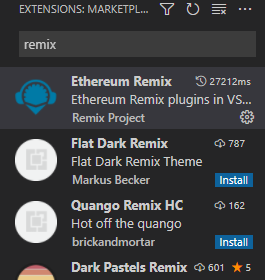 EXTENSIONS: MARKETPL...
remix
Ethereum Remix 27212ms
Ethereum Remix plugins in VS...
Remix Project
Flat Dark Remix 787
Flat Dark Remix Theme
Markus Becker Install
Quango Remix HC 162
Hot off the quango
brickandmortar Install
Dark Pastels Remix 601 5